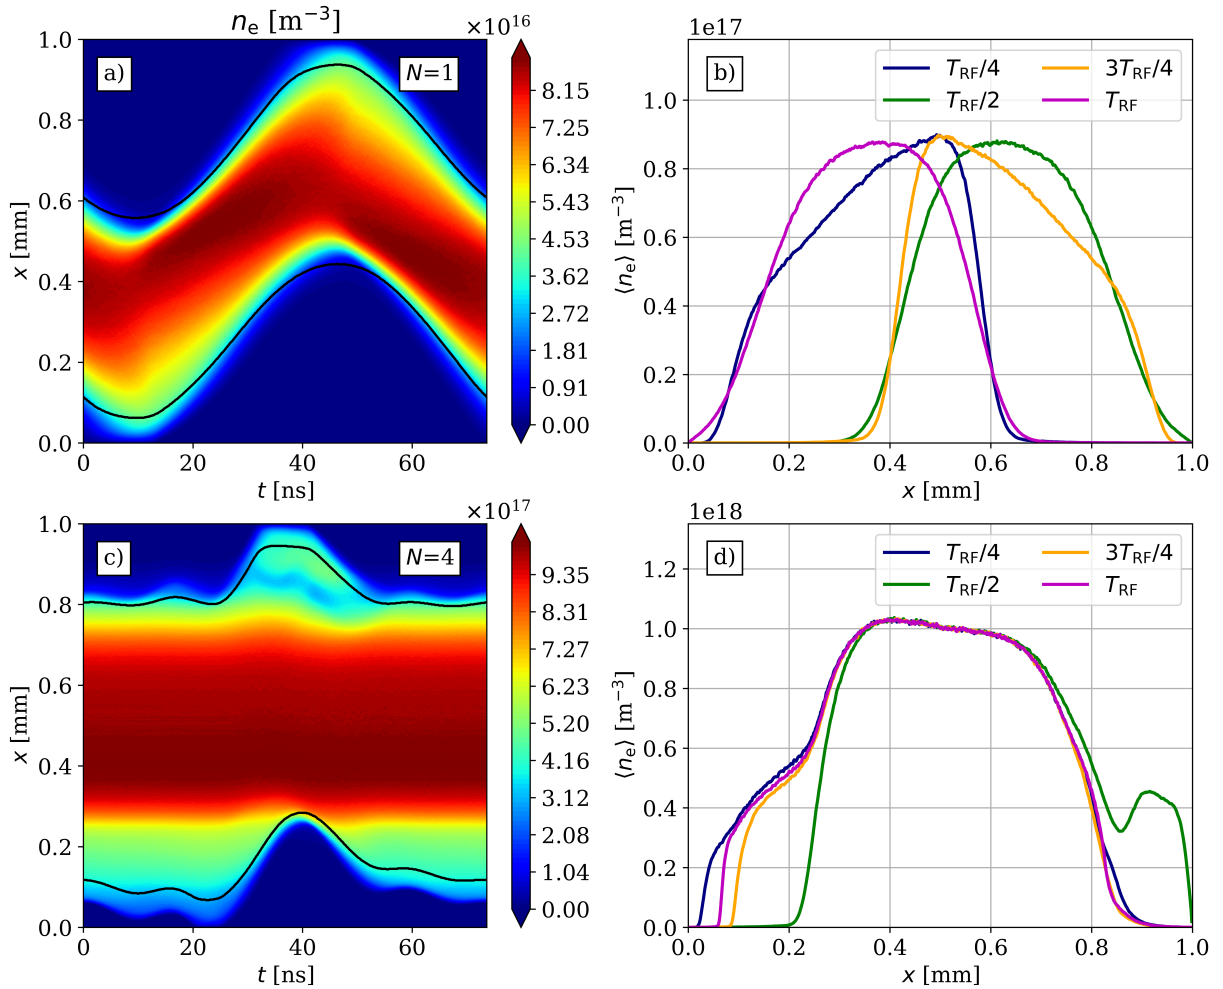 n_e [m⁻³]
×10¹⁶
a)
N=1
1.0
0.8
0.6
0.4
0.2
0.0
x [mm]
0 20 40 60
t [ns]
8.15
7.25
6.34
5.44
4.53
3.62
2.72
1.81
0.91
0.00
1e17
b)
T_RF/4 3T_RF/4
T_RF/2 T_RF
1.0
0.8
0.6
0.4
0.2
0.0
⟨n_e⟩ [m⁻³]
0.0 0.2 0.4 0.6 0.8 1.0
x [mm]
×10¹⁷
c)
N=4
1.0
0.8
0.6
0.4
0.2
0.0
x [mm]
0 20 40 60
t [ns]
9.35
8.31
7.27
6.23
5.20
4.16
3.12
2.08
1.04
0.00
1e18
d)
T_RF/4 3T_RF/4
T_RF/2 T_RF
1.2
1.0
0.8
0.6
0.4
0.2
0.0
⟨n_e⟩ [m⁻³]
0.0 0.2 0.4 0.6 0.8 1.0
x [mm]